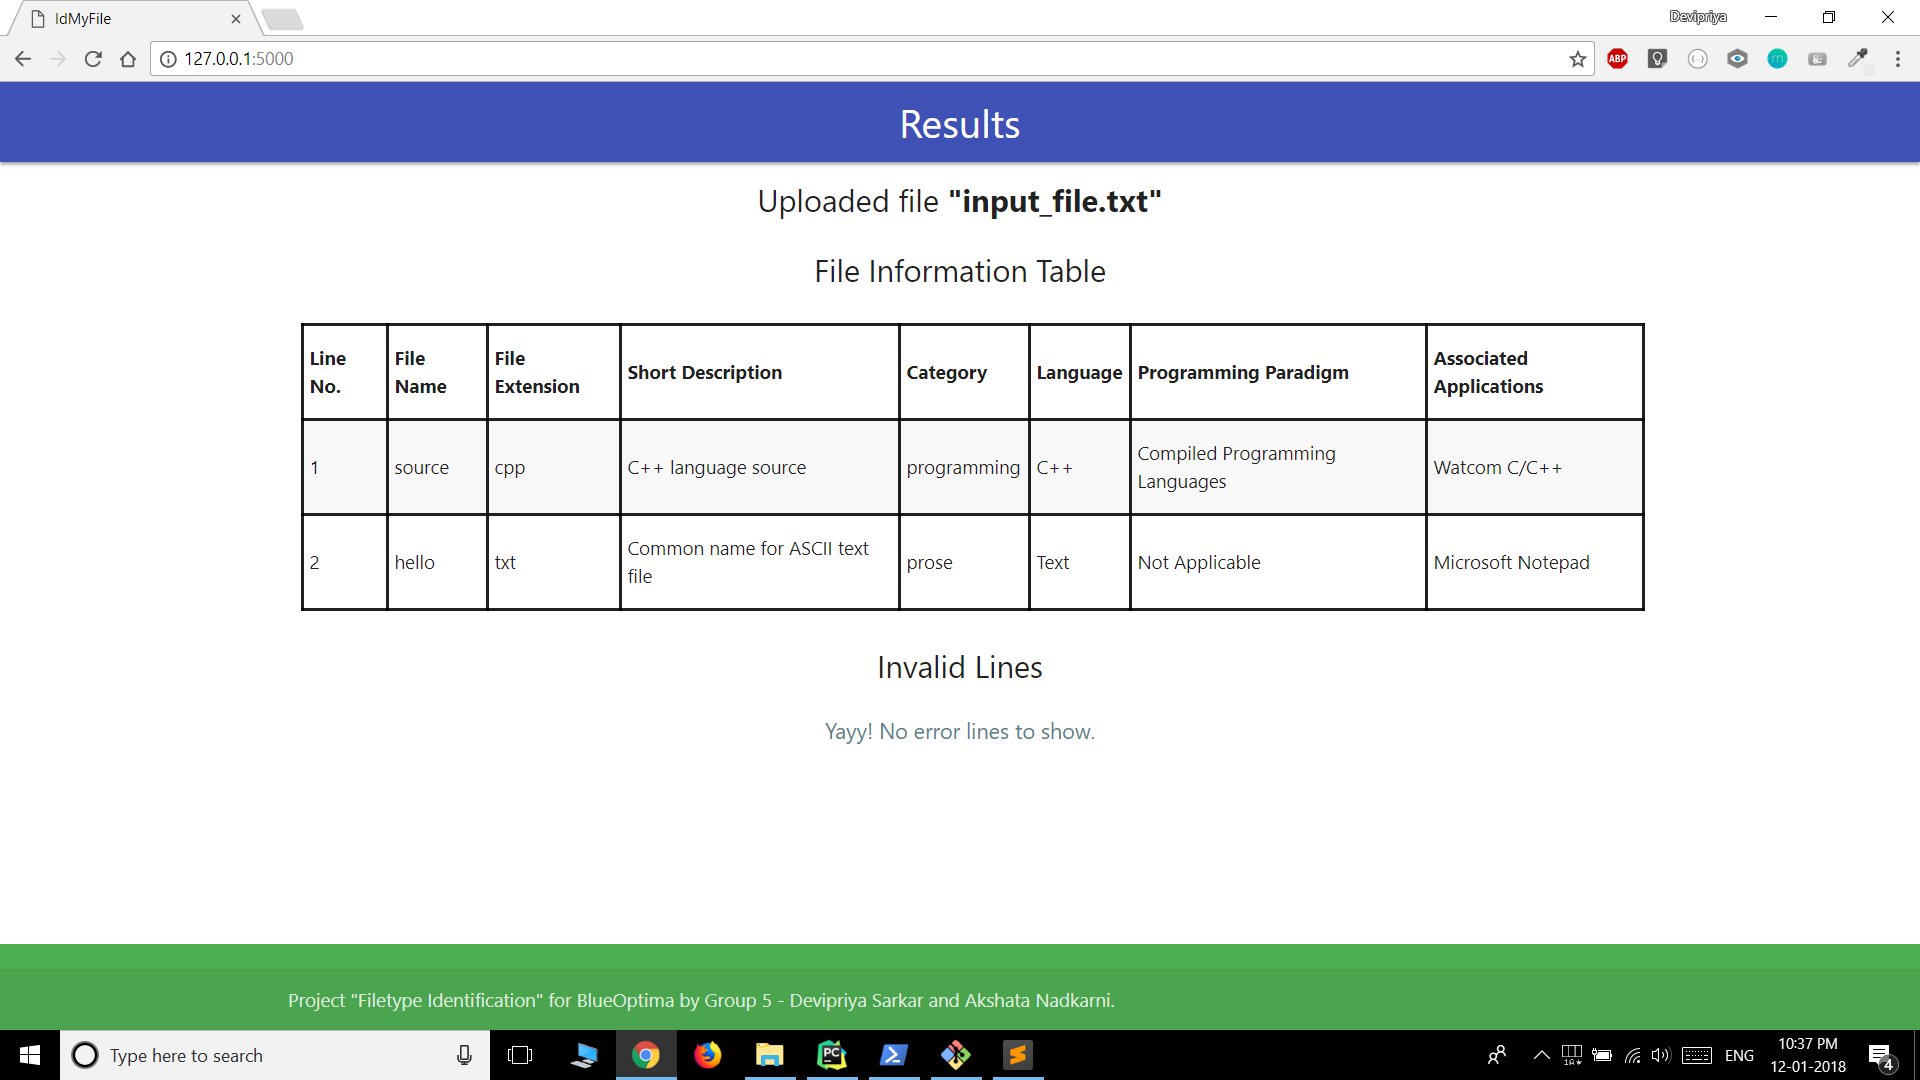 IdMyFile
Devipriya
127.0.0.1:5000
ABP
m
Results
Uploaded file "input_file.txt"
File Information Table
Line No. File Name File Extension Short Description Category Language Programming Paradigm Associated Applications
1 source cpp C++ language source programming C++ Compiled Programming Languages Watcom C/C++
2 hello txt Common name for ASCII text file prose Text Not Applicable Microsoft Notepad
Invalid Lines
Yayy! No error lines to show.
Project "Filetype Identification" for BlueOptima by Group 5 - Devipriya Sarkar and Akshata Nadkarni.
Type here to search
PC
ENG
10:37 PM
12-01-2018
4